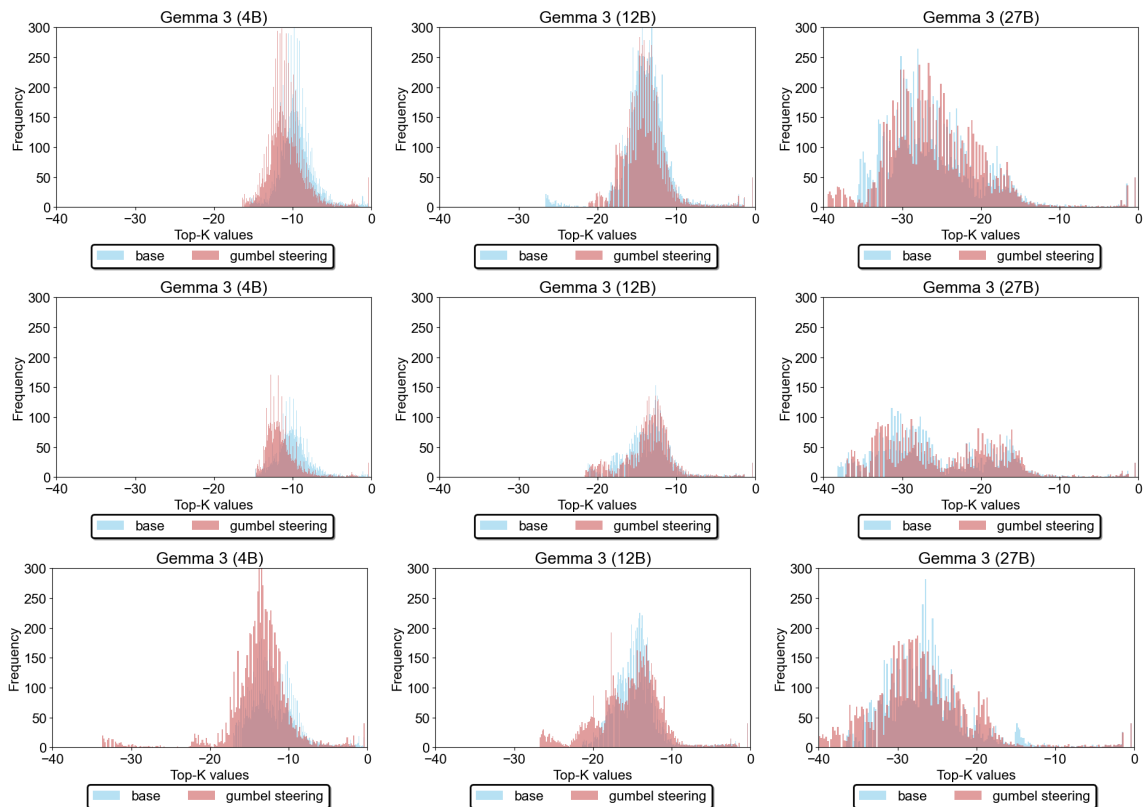 Gemma 3 (4B) Gemma 3 (12B) Gemma 3 (27B)
Frequency Frequency Frequency
300 300 300
250 250 250
200 200 200
150 150 150
100 100 100
50 50 50
0 0 0
−40 −30 −20 −10 0 −40 −30 −20 −10 0 −40 −30 −20 −10 0
Top-K values Top-K values Top-K values
base gumbel steering base gumbel steering base gumbel steering
Gemma 3 (4B) Gemma 3 (12B) Gemma 3 (27B)
Frequency Frequency Frequency
300 300 300
250 250 250
200 200 200
150 150 150
100 100 100
50 50 50
0 0 0
−40 −30 −20 −10 0 −40 −30 −20 −10 0 −40 −30 −20 −10 0
Top-K values Top-K values Top-K values
base gumbel steering base gumbel steering base gumbel steering
Gemma 3 (4B) Gemma 3 (12B) Gemma 3 (27B)
Frequency Frequency Frequency
300 300 300
250 250 250
200 200 200
150 150 150
100 100 100
50 50 50
0 0 0
−40 −30 −20 −10 0 −40 −30 −20 −10 0 −40 −30 −20 −10 0
Top-K values Top-K values Top-K values
base gumbel steering base gumbel steering base gumbel steering